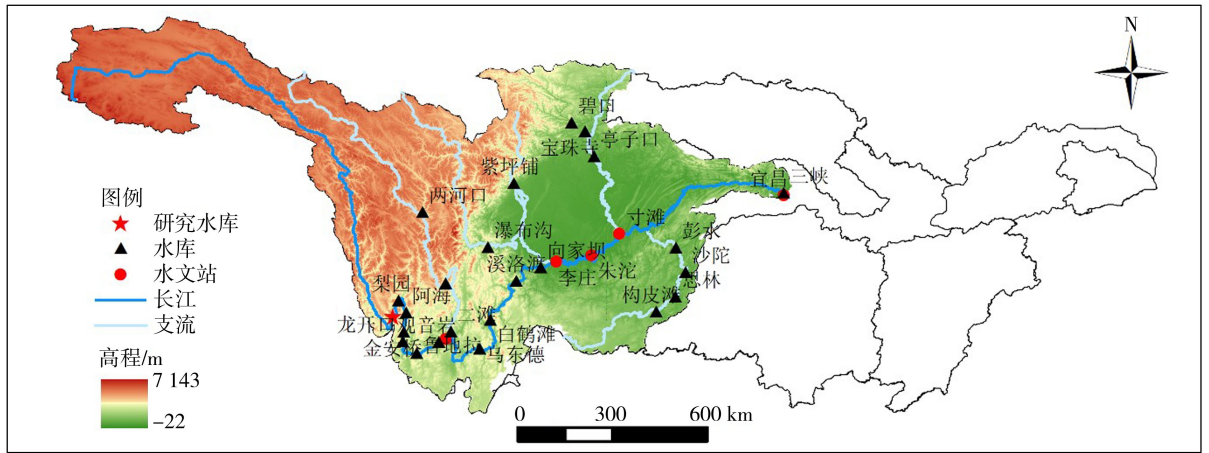 N
碧口
亭子口
宝珠寺
紫坪铺
宜昌
三峡
两河口
图例
研究水库
水库
水文站
长江
支流
高程/m
7 143
-22
寸滩
瀑布沟
向家坝
彭水
溪洛渡
朱沱
沙陀
李庄
思林
梨园
阿海
构皮滩
龙开口
观音岩
二滩
白鹤滩
金安桥
鲁地拉
乌东德
0
300
600 km